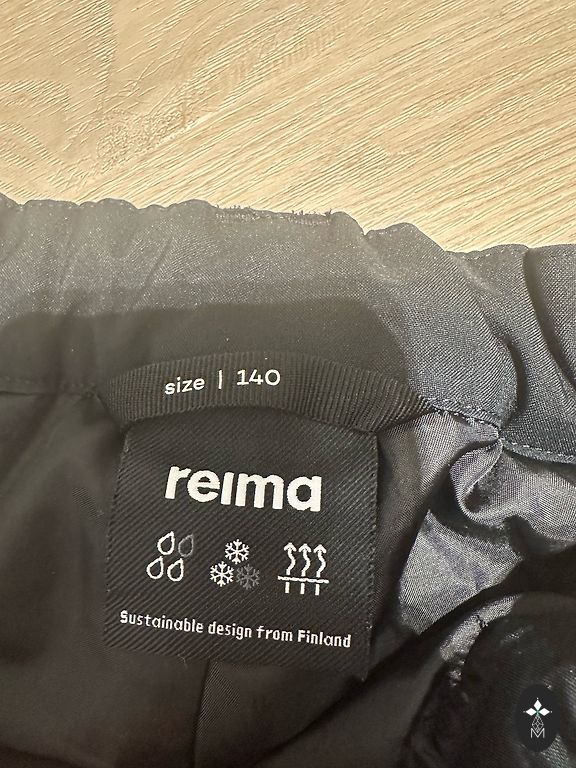 size | 140
reima
Sustainable design from Finland
M